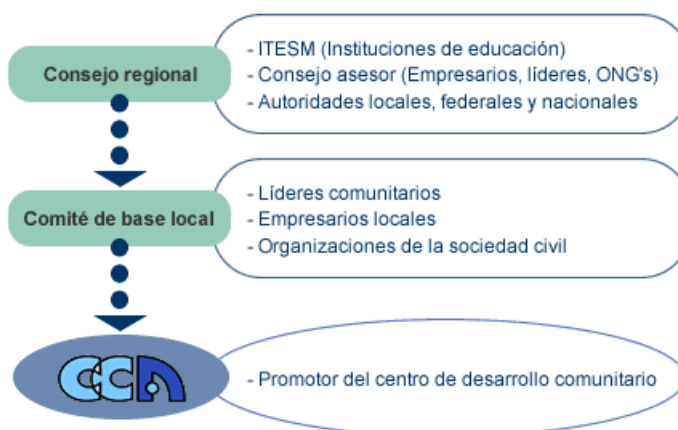 Consejo regional
- ITESM (Instituciones de educación)
- Consejo asesor (Empresarios, líderes, ONG's)
- Autoridades locales, federales y nacionales
Comité de base local
- Líderes comunitarios
- Empresarios locales
- Organizaciones de la sociedad civil
CCA
- Promotor del centro de desarrollo comunitario